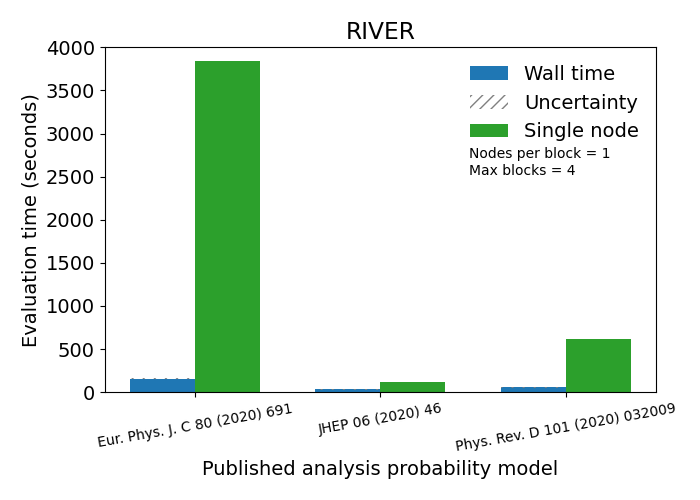 RIVER
4000
3500
3000
2500
2000
1500
1000
500
0
Evaluation time (seconds)
Wall time
Uncertainty
Single node
Nodes per block = 1
Max blocks = 4
Eur. Phys. J. C 80 (2020) 691
JHEP 06 (2020) 46
Phys. Rev. D 101 (2020) 032009
Published analysis probability model